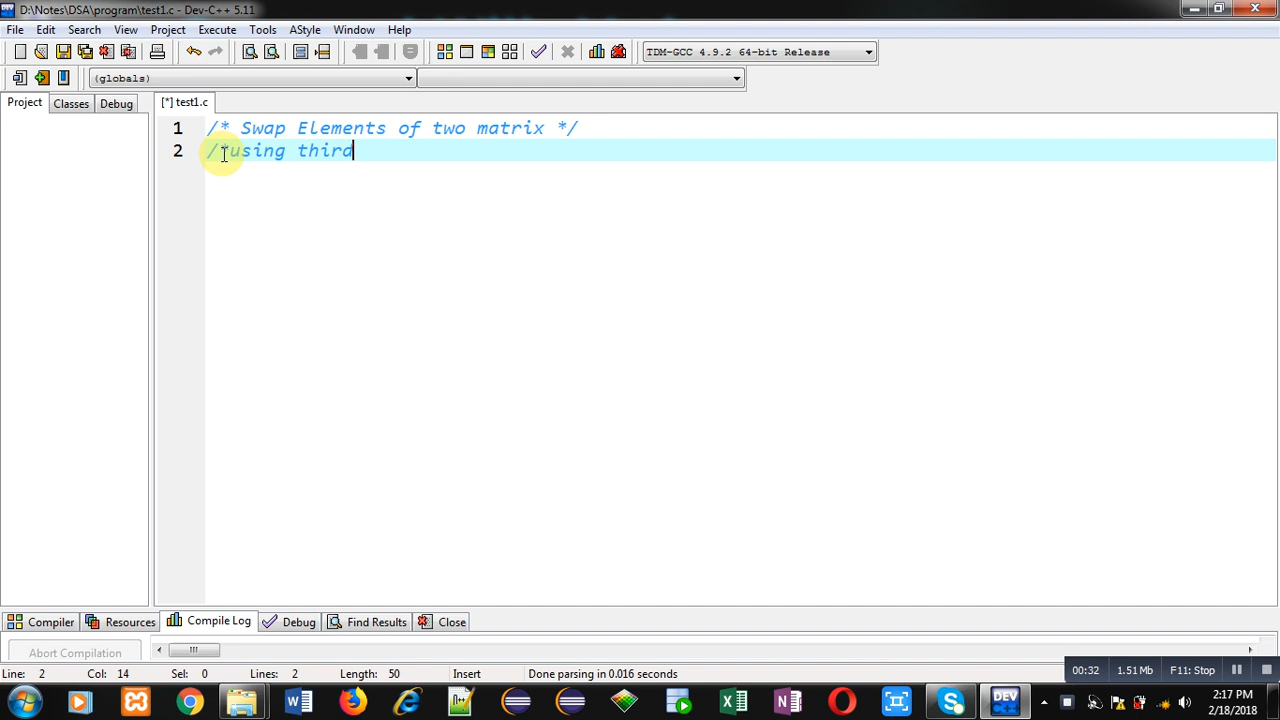 D:\Notes\DSA\program\test1.c - Dev-C++ 5.11
File Edit Search View Project Execute Tools AStyle Window Help
TDM-GCC 4.9.2 64-bit Release
(globals)
Project Classes Debug [*] test1.c
1 /* Swap Elements of two matrix */
2 /*using third
Compiler Resources Compile Log Debug Find Results Close
Abort Compilation
Line: 2 Col: 14 Sel: 0 Lines: 2 Length: 50 Insert Done parsing in 0.016 seconds
00:32 1.51 Mb F11: Stop
DEV
2:17 PM
2/18/2018